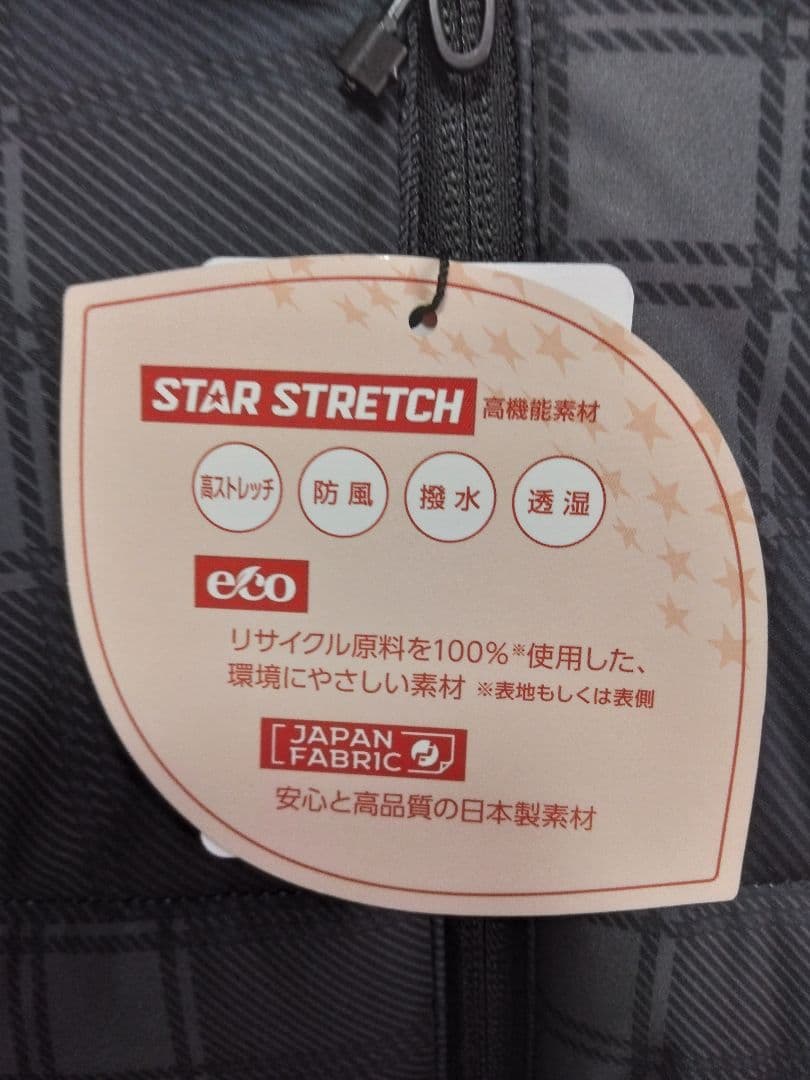 STAR STRETCH 高機能素材
高ストレッチ 防風 撥水 透湿
eco
リサイクル原料を100%※使用した、
環境にやさしい素材 ※表地もしくは表側
JAPAN
FABRIC
安心と高品質の日本製素材